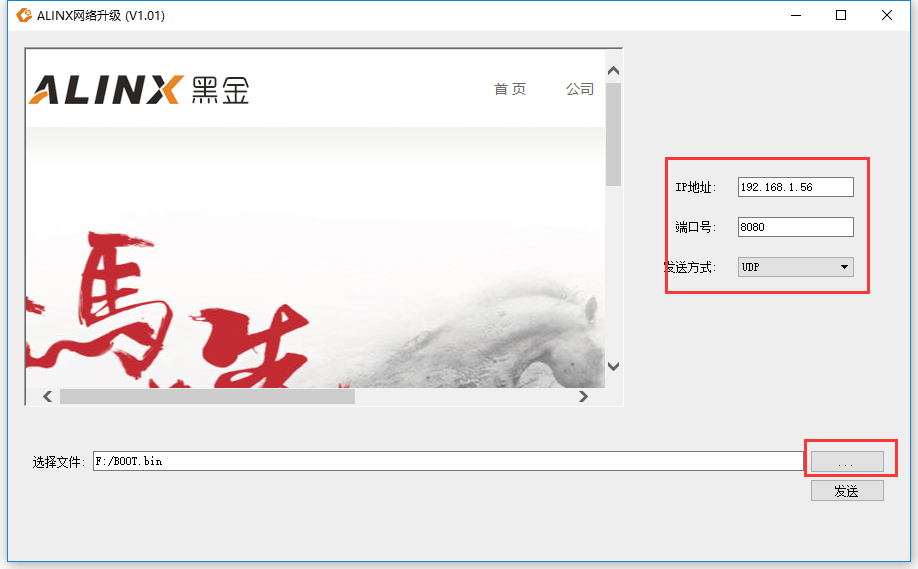 ALINX网络升级 (V1.01)
ALINX 黑金
首 页
公司
IP地址:
192.168.1.56
端口号:
8080
发送方式:
UDP
选择文件:
F:/BOOT.bin
...
发送